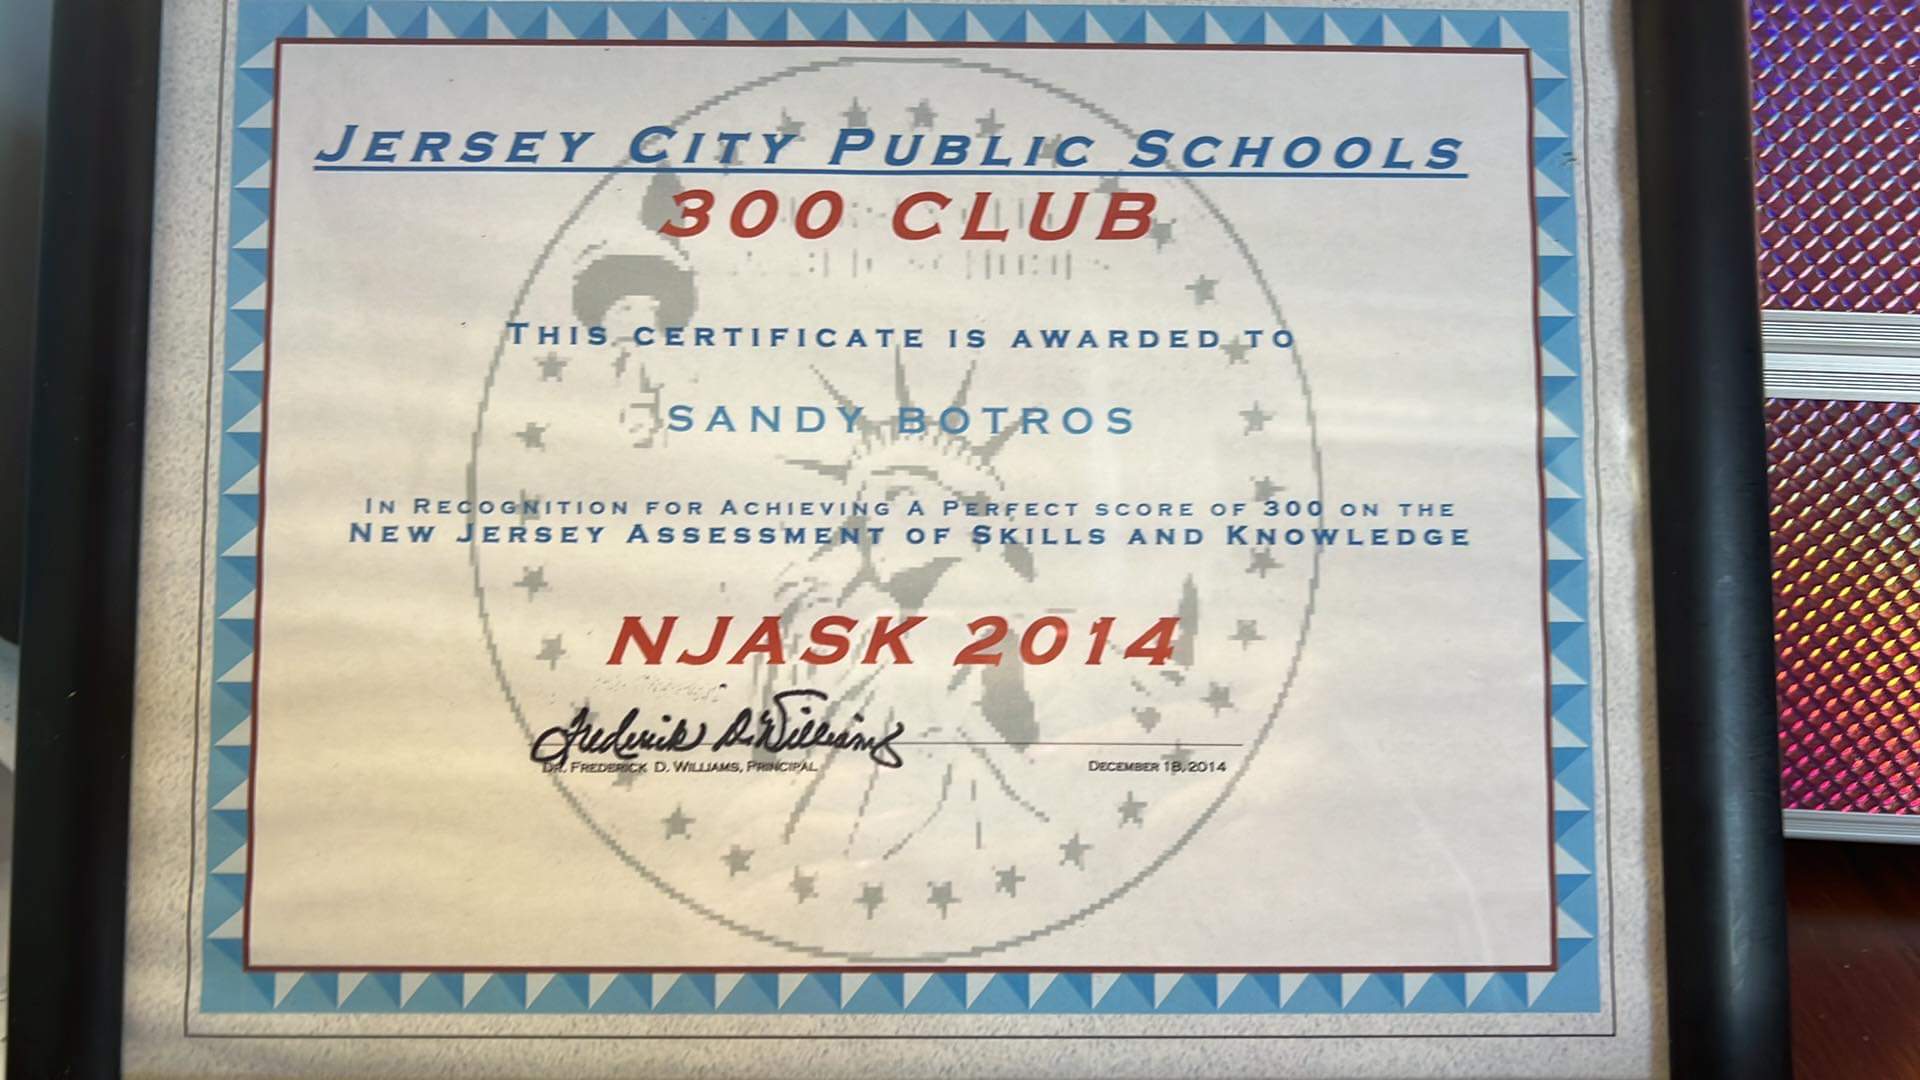 JERSEY CITY PUBLIC SCHOOLS
300 CLUB
THIS CERTIFICATE IS AWARDED TO
SANDY BOTROS
IN RECOGNITION FOR ACHIEVING A PERFECT SCORE OF 300 ON THE
NEW JERSEY ASSESSMENT OF SKILLS AND KNOWLEDGE
NJASK 2014
Frederick D. Williams
DR. FREDERICK D. WILLIAMS, PRINCIPAL
DECEMBER 18, 2014